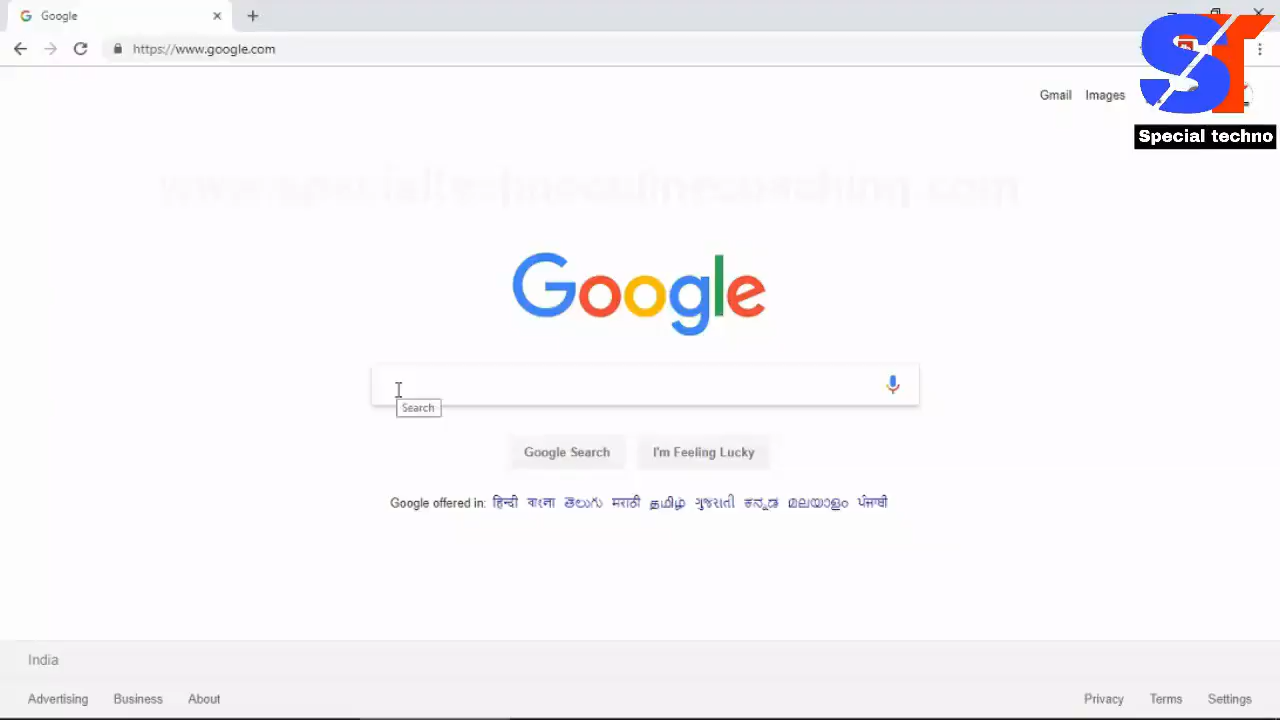 Google
https://www.google.com
Gmail Images
ST
Special techno
Google
Search
Google Search I'm Feeling Lucky
Google offered in: हिन्दी বাংলা తెలుగు मराठी தமிழ் ગુજરાતી ಕನ್ನಡ മലയാളം ਪੰਜਾਬੀ
India
Advertising Business About
Privacy Terms Settings